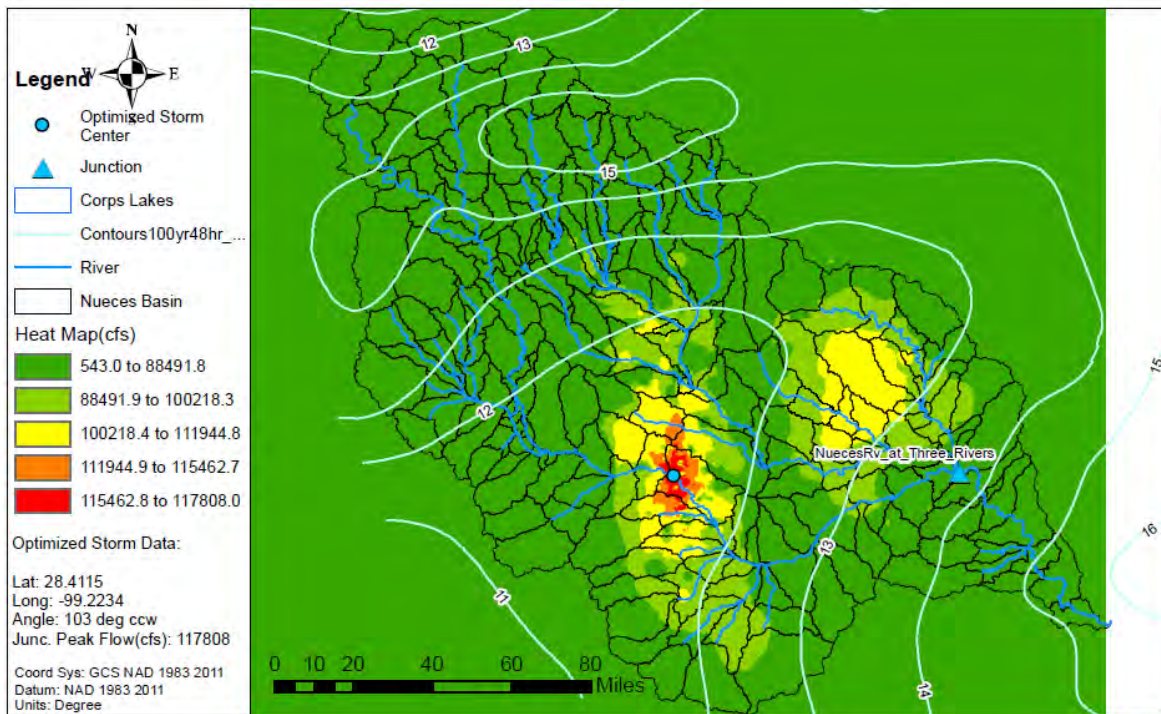 N
W
E
S
Legend
Optimized Storm
Center
Junction
Corps Lakes
Contours100yr48hr_...
River
Nueces Basin
Heat Map(cfs)
543.0 to 88491.8
88491.9 to 100218.3
100218.4 to 111944.8
111944.9 to 115462.7
115462.8 to 117808.0
Optimized Storm Data:
Lat: 28.4115
Long: -99.2234
Angle: 103 deg ccw
Junc. Peak Flow(cfs): 117808
Coord Sys: GCS NAD 1983 2011
Datum: NAD 1983 2011
Units: Degree
12
13
15
12
15
NuecesRv_at_Three_Rivers
16
13
11
14
0 10 20 40 60 80
Miles